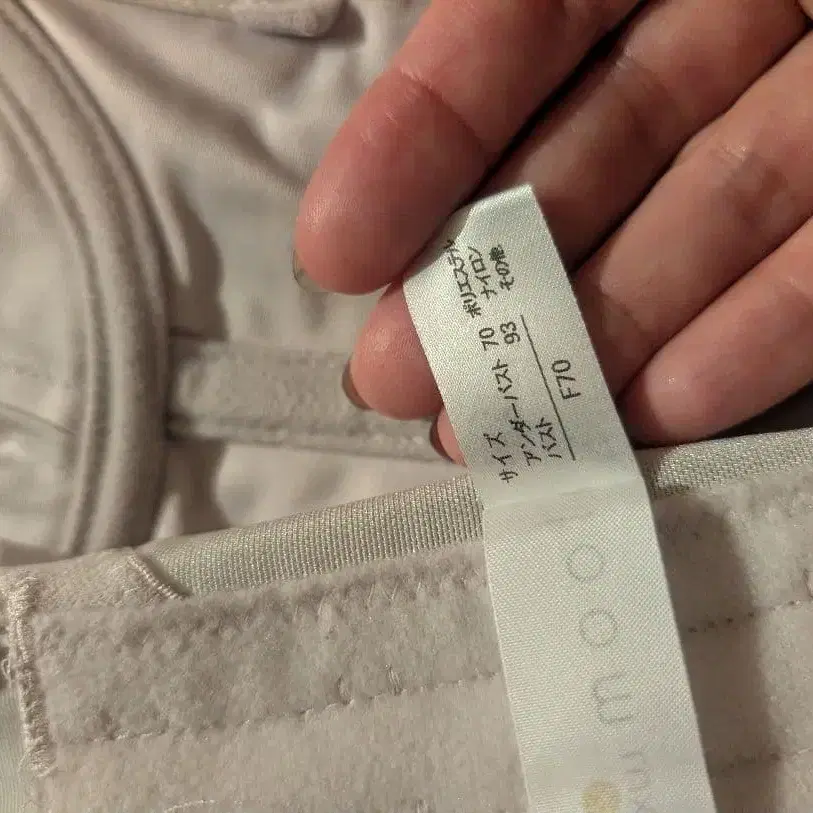 サイズ
アンダーバスト 70
バスト 93
F70
ポリエステル
ナイロン
その他